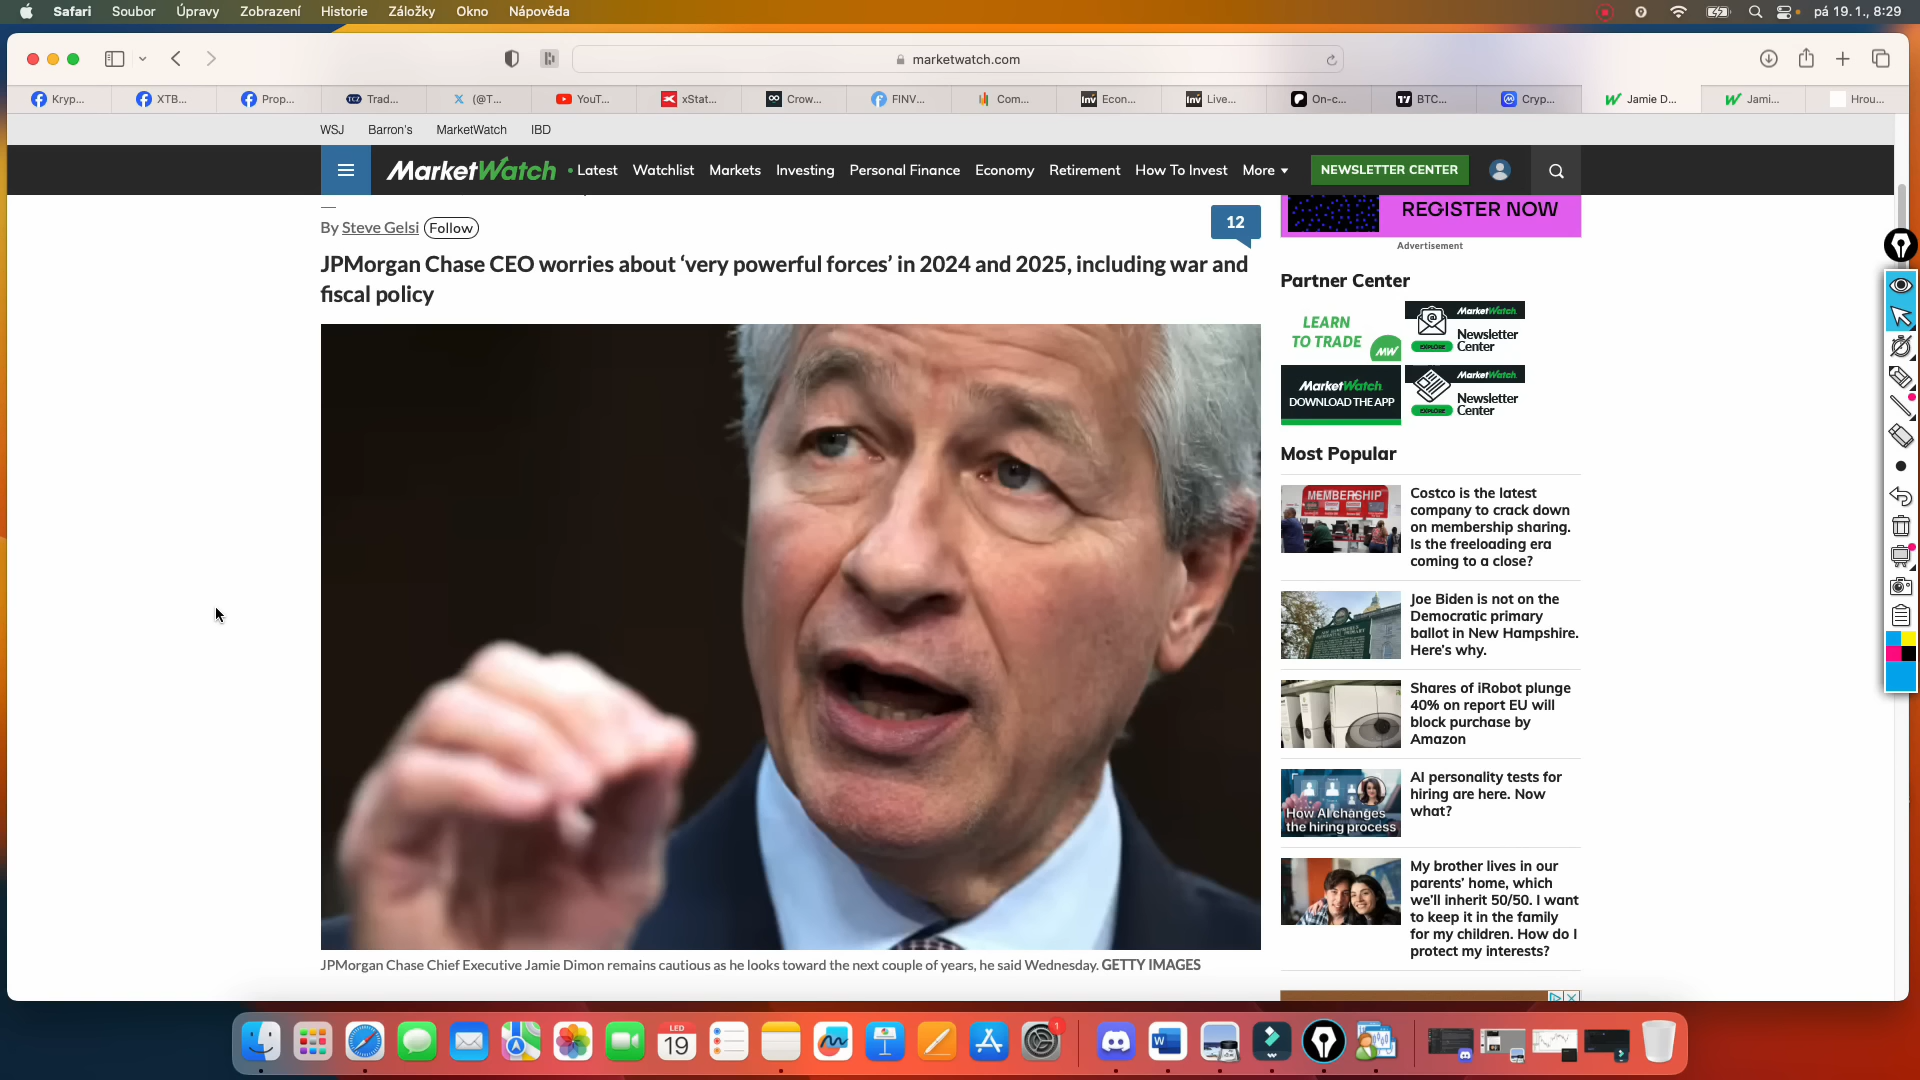 Safari Soubor Úpravy Zobrazení Historie Záložky Okno Nápověda pá 19. 1., 8:29
marketwatch.com
Kryp... XTB... Prop... Trad... (@T... YouT... xStat... Crow... FINV... Com... Econ... Live... On-c... BTC... Cryp... Jamie D... Jami... Hrou...
WSJ Barron's MarketWatch IBD
MarketWatch • Latest Watchlist Markets Investing Personal Finance Economy Retirement How To Invest More NEWSLETTER CENTER
REGISTER NOW
Advertisement
By Steve Gelsi Follow
12
JPMorgan Chase CEO worries about ‘very powerful forces’ in 2024 and 2025, including war and
fiscal policy
JPMorgan Chase Chief Executive Jamie Dimon remains cautious as he looks toward the next couple of years, he said Wednesday. GETTY IMAGES
Partner Center
LEARN
TO TRADE
MW
MarketWatch
Newsletter
Center
EXPLORE
MarketWatch
DOWNLOAD THE APP
MarketWatch
Newsletter
Center
EXPLORE
Most Popular
MEMBERSHIP
Costco is the latest
company to crack down
on membership sharing.
Is the freeloading era
coming to a close?
Joe Biden is not on the
Democratic primary
ballot in New Hampshire.
Here’s why.
Shares of iRobot plunge
40% on report EU will
block purchase by
Amazon
How AI changes
the hiring process
AI personality tests for
hiring are here. Now
what?
My brother lives in our
parents’ home, which
we’ll inherit 50/50. I want
to keep it in the family
for my children. How do I
protect my interests?
LED
19
1